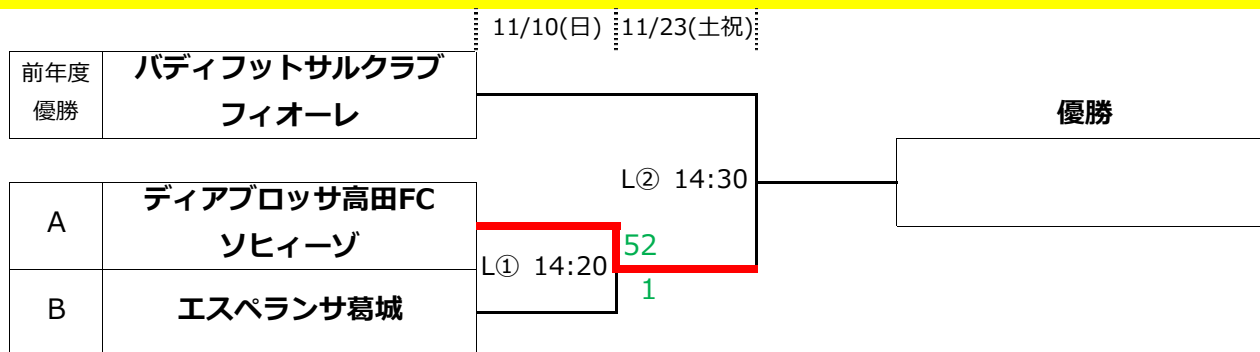 11/10(日) 11/23(土祝)
前年度
優勝
バディフットサルクラブ
フィオーレ
優勝
L② 14:30
A
ディアブロッサ高田FC
ソヒィーゾ
52
L① 14:20
1
B
エスペランサ葛城